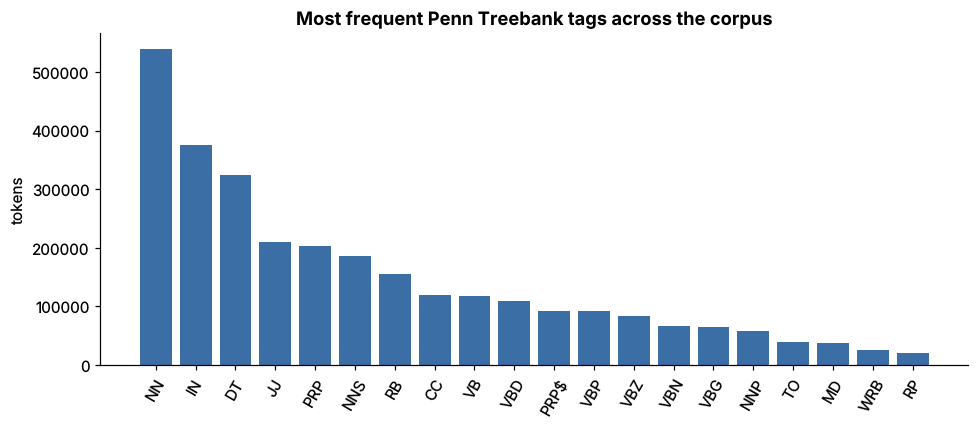 Most frequent Penn Treebank tags across the corpus
tokens
500000
400000
300000
200000
100000
0
NN IN DT JJ PRP NNS RB CC VB VBD PRP$ VBP VBZ VBN VBG NNP TO MD WRB RP